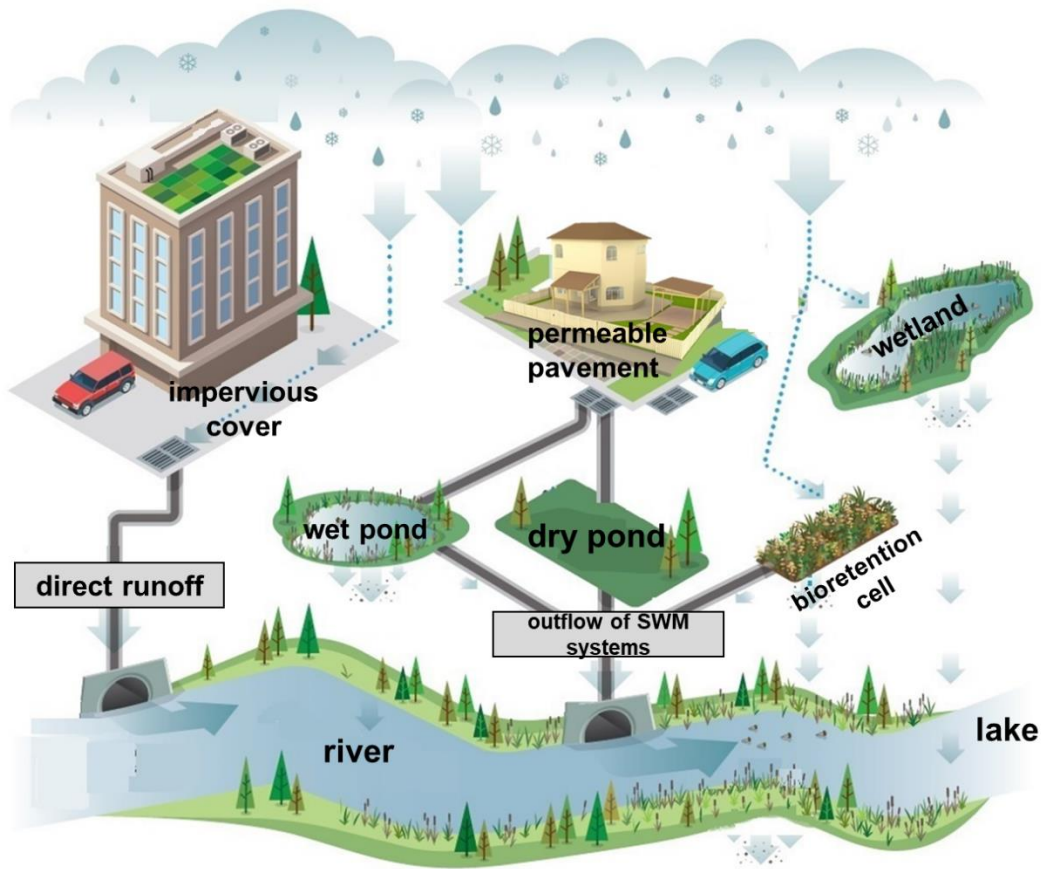 impervious
cover
permeable
pavement
wetland
wet pond
dry pond
bioretention
cell
direct runoff
outflow of SWM
systems
river
lake